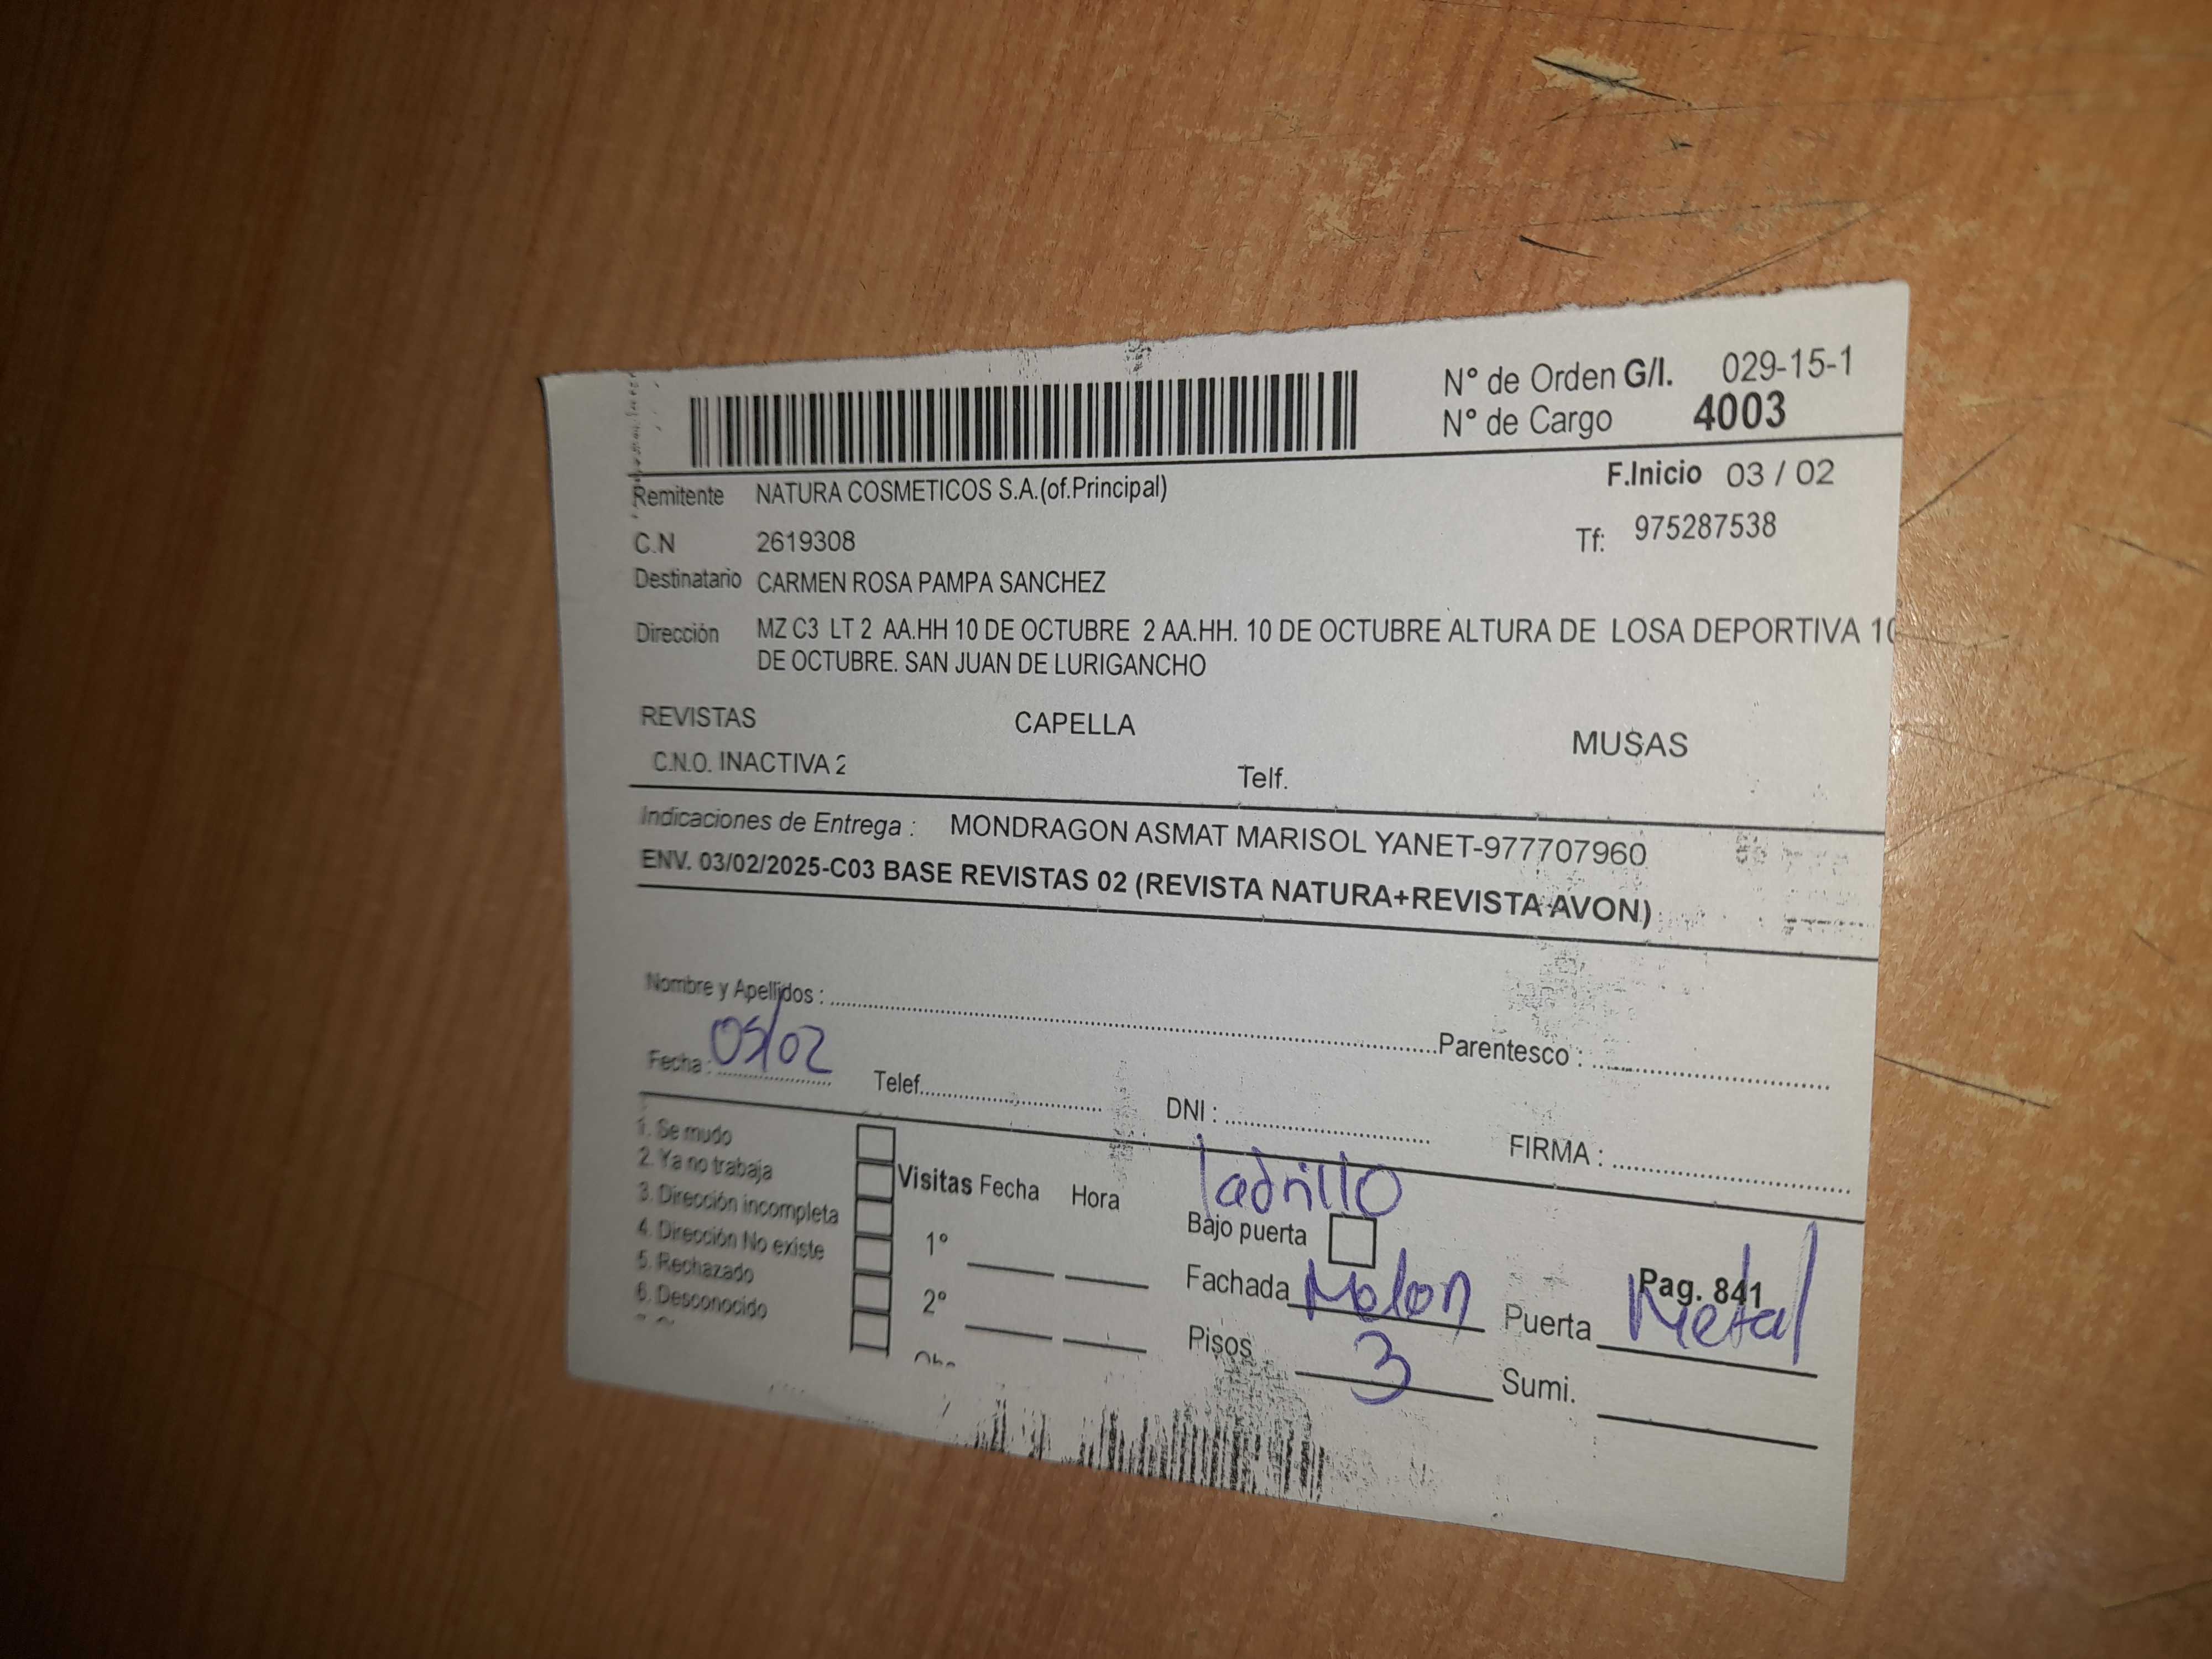 N° de Orden G/I. 029-15-1
N° de Cargo 4003
F.Inicio 03 / 02
Remitente NATURA COSMETICOS S.A.(of.Principal)
C.N 2619308 Tf: 975287538
Destinatario CARMEN ROSA PAMPA SANCHEZ
Dirección MZ C3 LT 2 AA.HH 10 DE OCTUBRE 2 AA.HH. 10 DE OCTUBRE ALTURA DE LOSA DEPORTIVA 10
DE OCTUBRE. SAN JUAN DE LURIGANCHO
REVISTAS CAPELLA MUSAS
C.N.O. INACTIVA 2 Telf.
Indicaciones de Entrega : MONDRAGON ASMAT MARISOL YANET-977707960
ENV. 03/02/2025-C03 BASE REVISTAS 02 (REVISTA NATURA+REVISTA AVON)
Nombre y Apellidos : Parentesco :
Fecha : 05/02 Telef. DNI : FIRMA :
1. Se mudo
2. Ya no trabaja
3. Dirección incompleta
4. Dirección No existe
5. Rechazado
6. Desconocido
Visitas Fecha Hora
1°
2°
ladrillo
Bajo puerta
Fachada Melon Puerta Metal
Pag. 841
Pisos 3 Sumi.